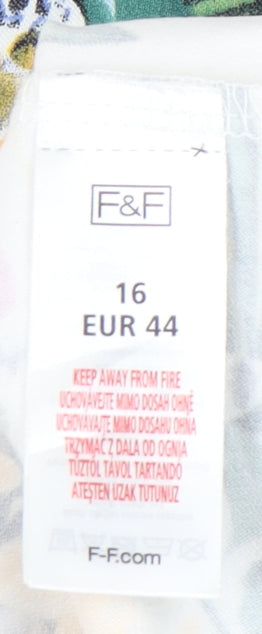 F&F
16
EUR 44
KEEP AWAY FROM FIRE
UCHOVÁVEJTE MIMO DOSAH OHNĚ
UCHOVÁVAJTE MIMO DOSAHU OHŇA
TRZYMAĆ Z DALA OD OGNIA
TŰZTŐL TÁVOL TARTANDÓ
ATEŞTEN UZAK TUTUNUZ
F-F.com